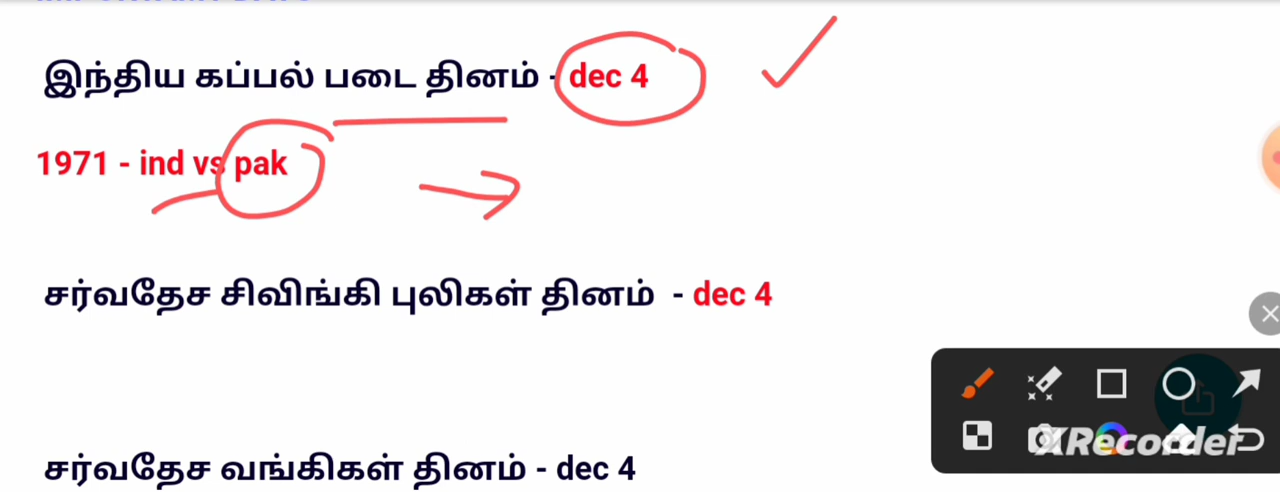 இந்திய கப்பல் படை தினம் - dec 4
1971 - ind vs pak
சர்வதேச சிவிங்கி புலிகள் தினம் - dec 4
XRecorder
சர்வதேச வங்கிகள் தினம் - dec 4